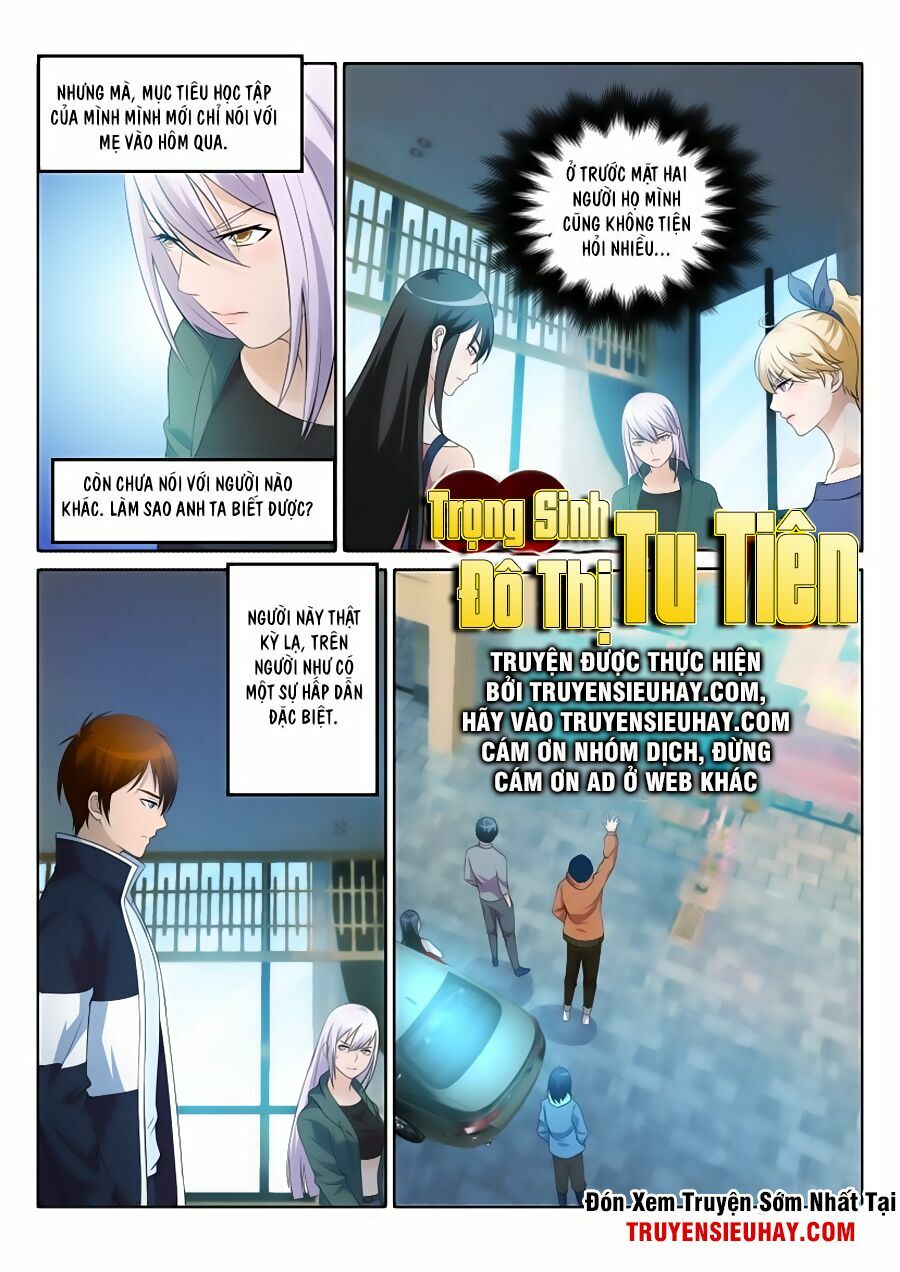 NHƯNG MÀ, MỤC TIÊU HỌC TẬP
CỦA MÌNH MÌNH MỚI CHỈ NÓI VỚI
MẸ VÀO HÔM QUA.
Ở TRƯỚC MẶT HAI
NGƯỜI HỌ MÌNH
CŨNG KHÔNG TIỆN
HỎI NHIỀU...
CÒN CHƯA NÓI VỚI NGƯỜI NÀO
KHÁC. LÀM SAO ANH TA BIẾT ĐƯỢC?
Trọng Sinh
Đô Thị Tu Tiên
NGƯỜI NÀY THẬT
KỲ LẠ, TRÊN
NGƯỜI NHƯ CÓ
MỘT SỰ HẤP DẪN
ĐẶC BIỆT.
TRUYỆN ĐƯỢC THỰC HIỆN
BỞI TRUYENSIEUHAY.COM,
HÃY VÀO TRUYENSIEUHAY.COM
CÁM ƠN NHÓM DỊCH, ĐỪNG
CÁM ƠN AD Ở WEB KHÁC
Đón Xem Truyện Sớm Nhất Tại
TRUYENSIEUHAY.COM